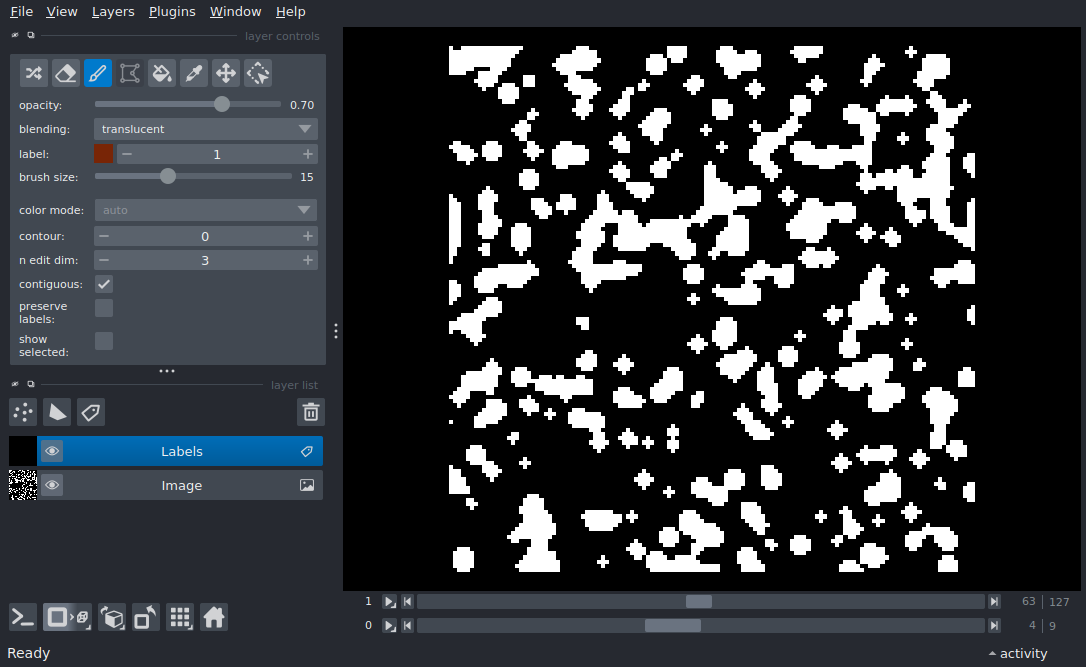 File View Layers Plugins Window Help
layer controls
opacity: 0.70
blending: translucent
label: 1
brush size: 15
color mode: auto
contour: 0
n edit dim: 3
contiguous:
preserve
labels:
show
selected:
layer list
Labels
Image
1 63 127
0 4 9
Ready activity